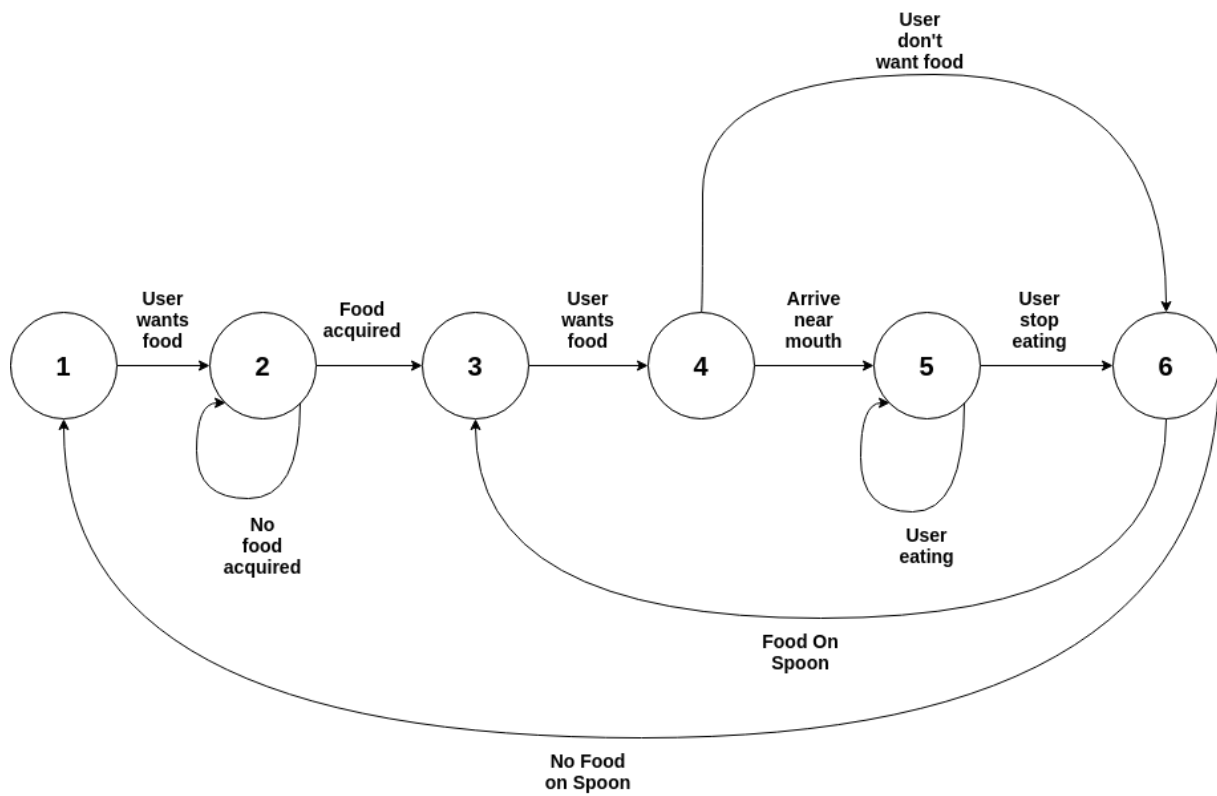 User
don't
want food
User
wants
food
Food
acquired
User
wants
food
Arrive
near
mouth
User
stop
eating
1
2
3
4
5
6
No
food
acquired
User
eating
Food On
Spoon
No Food
on Spoon